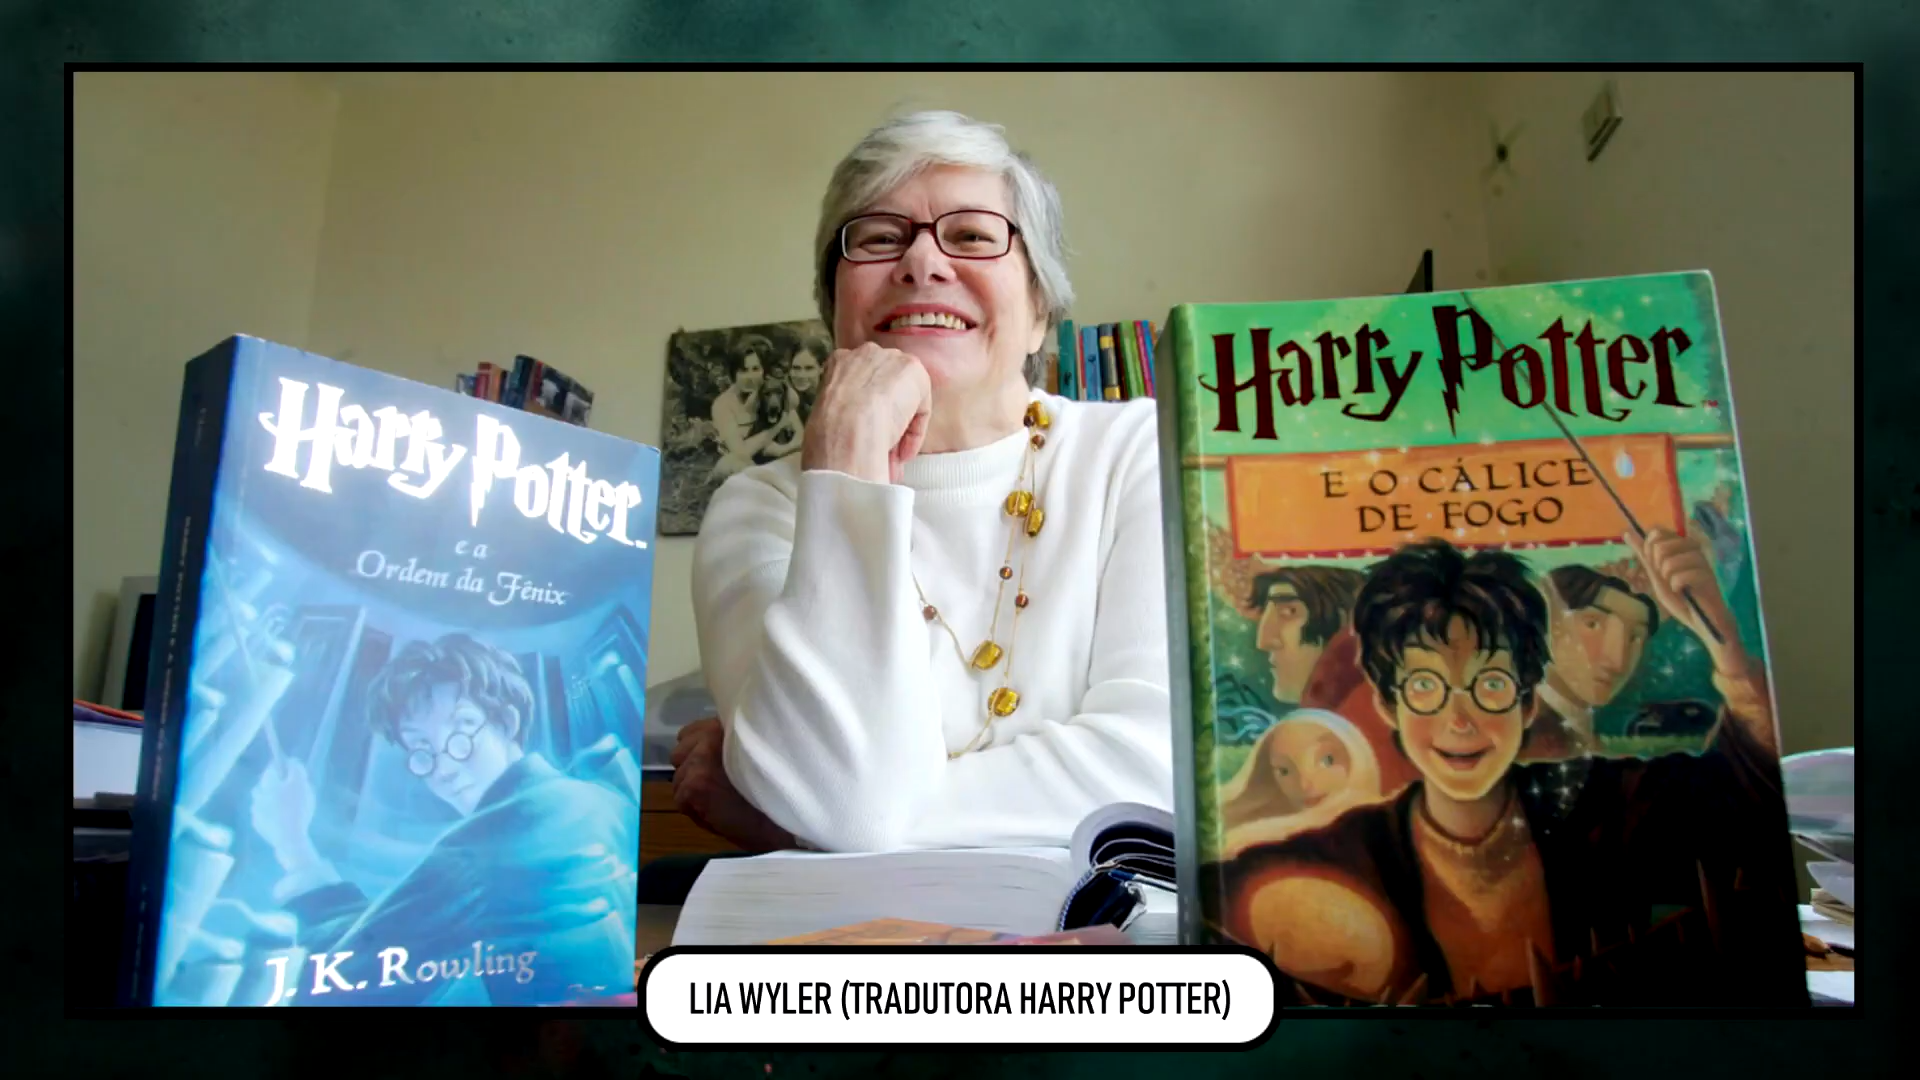 Harry Potter
e a
Ordem da Fênix
J. K. Rowling
Harry Potter
E O CÁLICE
DE FOGO
LIA WYLER (TRADUTORA HARRY POTTER)